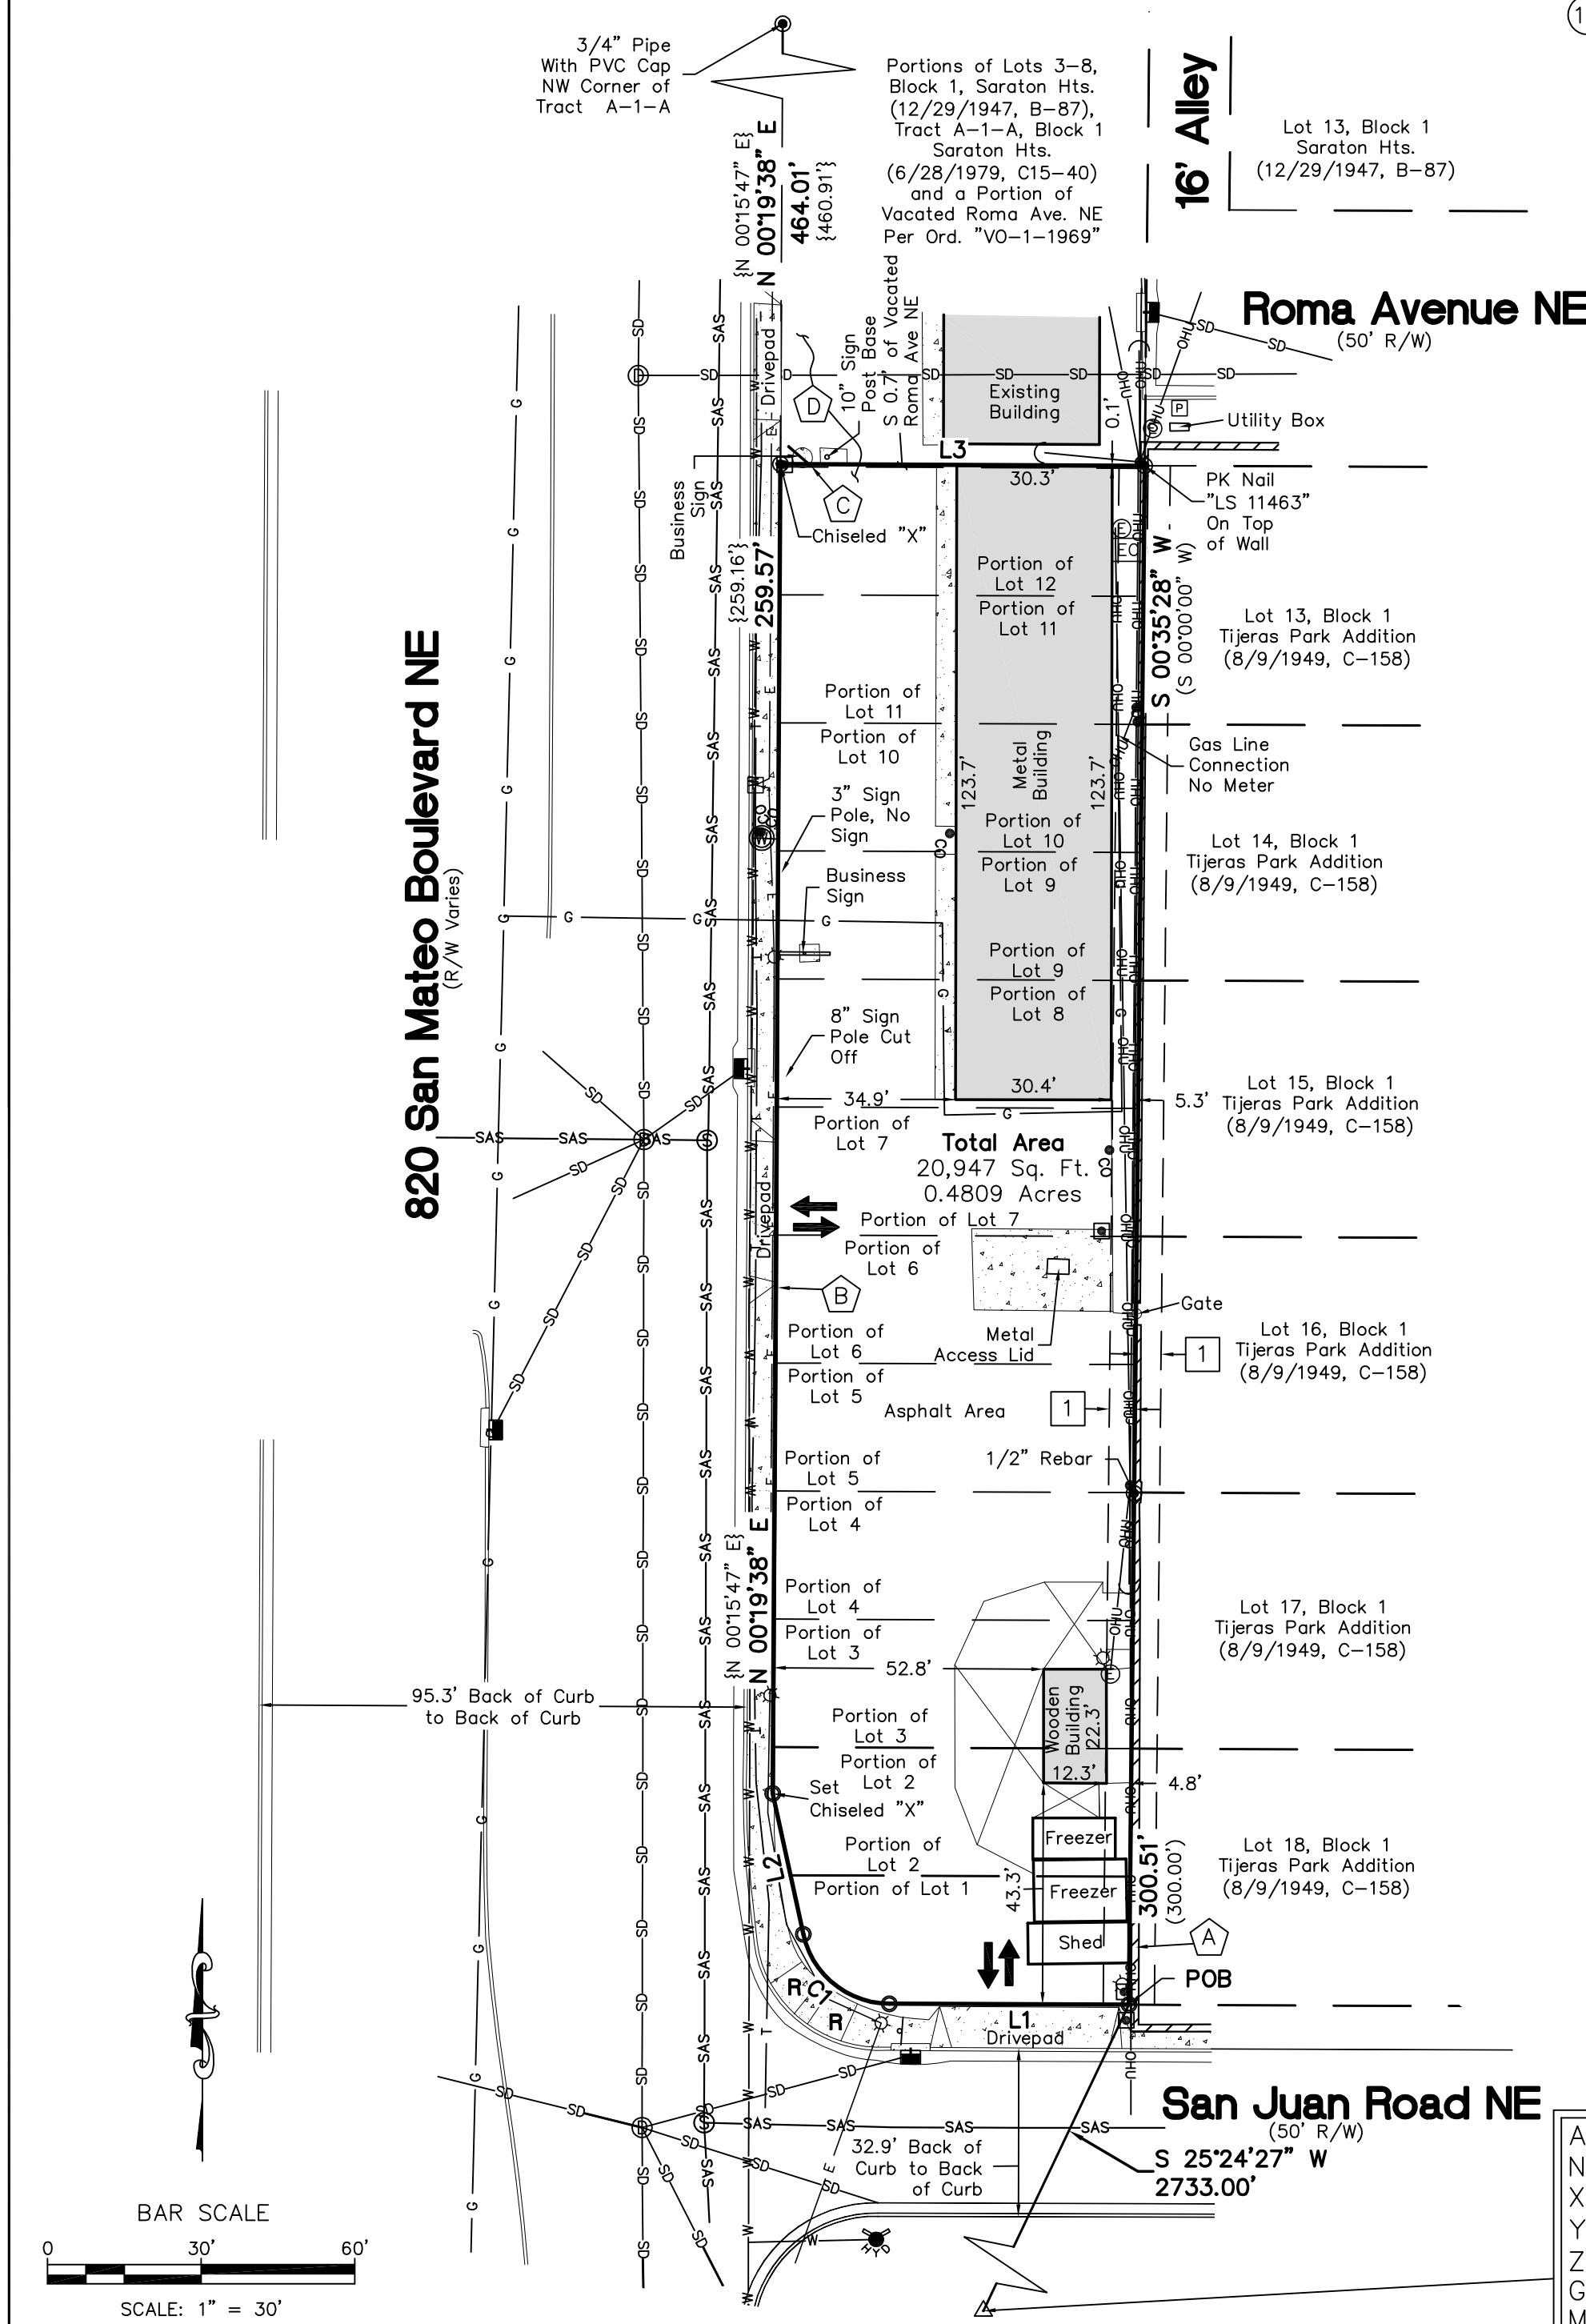 1
3/4" Pipe
With PVC Cap
NW Corner of
Tract A-1-A
Portions of Lots 3-8,
Block 1, Saraton Hts.
(12/29/1947, B-87),
Tract A-1-A, Block 1
Saraton Hts.
(6/28/1979, C15-40)
and a Portion of
Vacated Roma Ave. NE
Per Ord. "VO-1-1969"
16' Alley
Lot 13, Block 1
Saraton Hts.
(12/29/1947, B-87)
{N 00°15'47" E}
N 00°19'38" E
464.01'
{460.91'}
Roma Avenue NE
(50' R/W)
Drivepad
D
10" Sign
Post Base
S 0.7' of Vacated
Roma Ave NE
Existing
Building
0.1'
P
Utility Box
L3
30.3'
Business
Sign
C
Chiseled "X"
PK Nail
"LS 11463"
On Top
of Wall
{259.16'}
259.57'
S 00°35'28" W
(S 00°00'00" W)
Portion of
Lot 12
Portion of
Lot 11
Lot 13, Block 1
Tijeras Park Addition
(8/9/1949, C-158)
820 San Mateo Boulevard NE
(R/W Varies)
Portion of
Lot 11
Portion of
Lot 10
Metal
Building
123.7'
123.7'
Gas Line
Connection
No Meter
3" Sign
Pole, No
Sign
Portion of
Lot 10
Portion of
Lot 9
Lot 14, Block 1
Tijeras Park Addition
(8/9/1949, C-158)
CO
Business
Sign
Portion of
Lot 9
Portion of
Lot 8
8" Sign
Pole Cut
Off
34.9'
30.4'
5.3'
Lot 15, Block 1
Tijeras Park Addition
(8/9/1949, C-158)
Portion of
Lot 7
Total Area
20,947 Sq. Ft.
0.4809 Acres
CO
Drivepad
Portion of Lot 7
Portion of
Lot 6
B
Metal
Access Lid
Gate
Portion of
Lot 6
Portion of
Lot 5
Lot 16, Block 1
Tijeras Park Addition
(8/9/1949, C-158)
1
1
Asphalt Area
1/2" Rebar
Portion of
Lot 5
Portion of
Lot 4
{N 00°15'47" E}
N 00°19'38" E
Portion of
Lot 4
Portion of
Lot 3
Lot 17, Block 1
Tijeras Park Addition
(8/9/1949, C-158)
52.8'
95.3' Back of Curb
to Back of Curb
Wooden
Building
22.3'
12.3'
4.8'
Portion of
Lot 3
Portion of
Lot 2
Set
Chiseled "X"
Portion of
Lot 2
Portion of Lot 1
L2
43.3'
Freezer
Freezer
Shed
300.51'
(300.00')
Lot 18, Block 1
Tijeras Park Addition
(8/9/1949, C-158)
A
POB
R
C1
R
L1
Drivepad
San Juan Road NE
(50' R/W)
32.9' Back of
Curb to Back
of Curb
S 25°24'27" W
2733.00'
HYD
BAR SCALE
0 30' 60'
SCALE: 1" = 30'
A
N
X
Y
Z
G